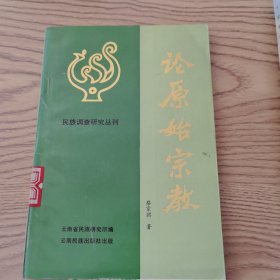 论原始宗教
蔡家麒 著
民族调查研究丛刊
云南省民族研究所编
云南民族出版社出版